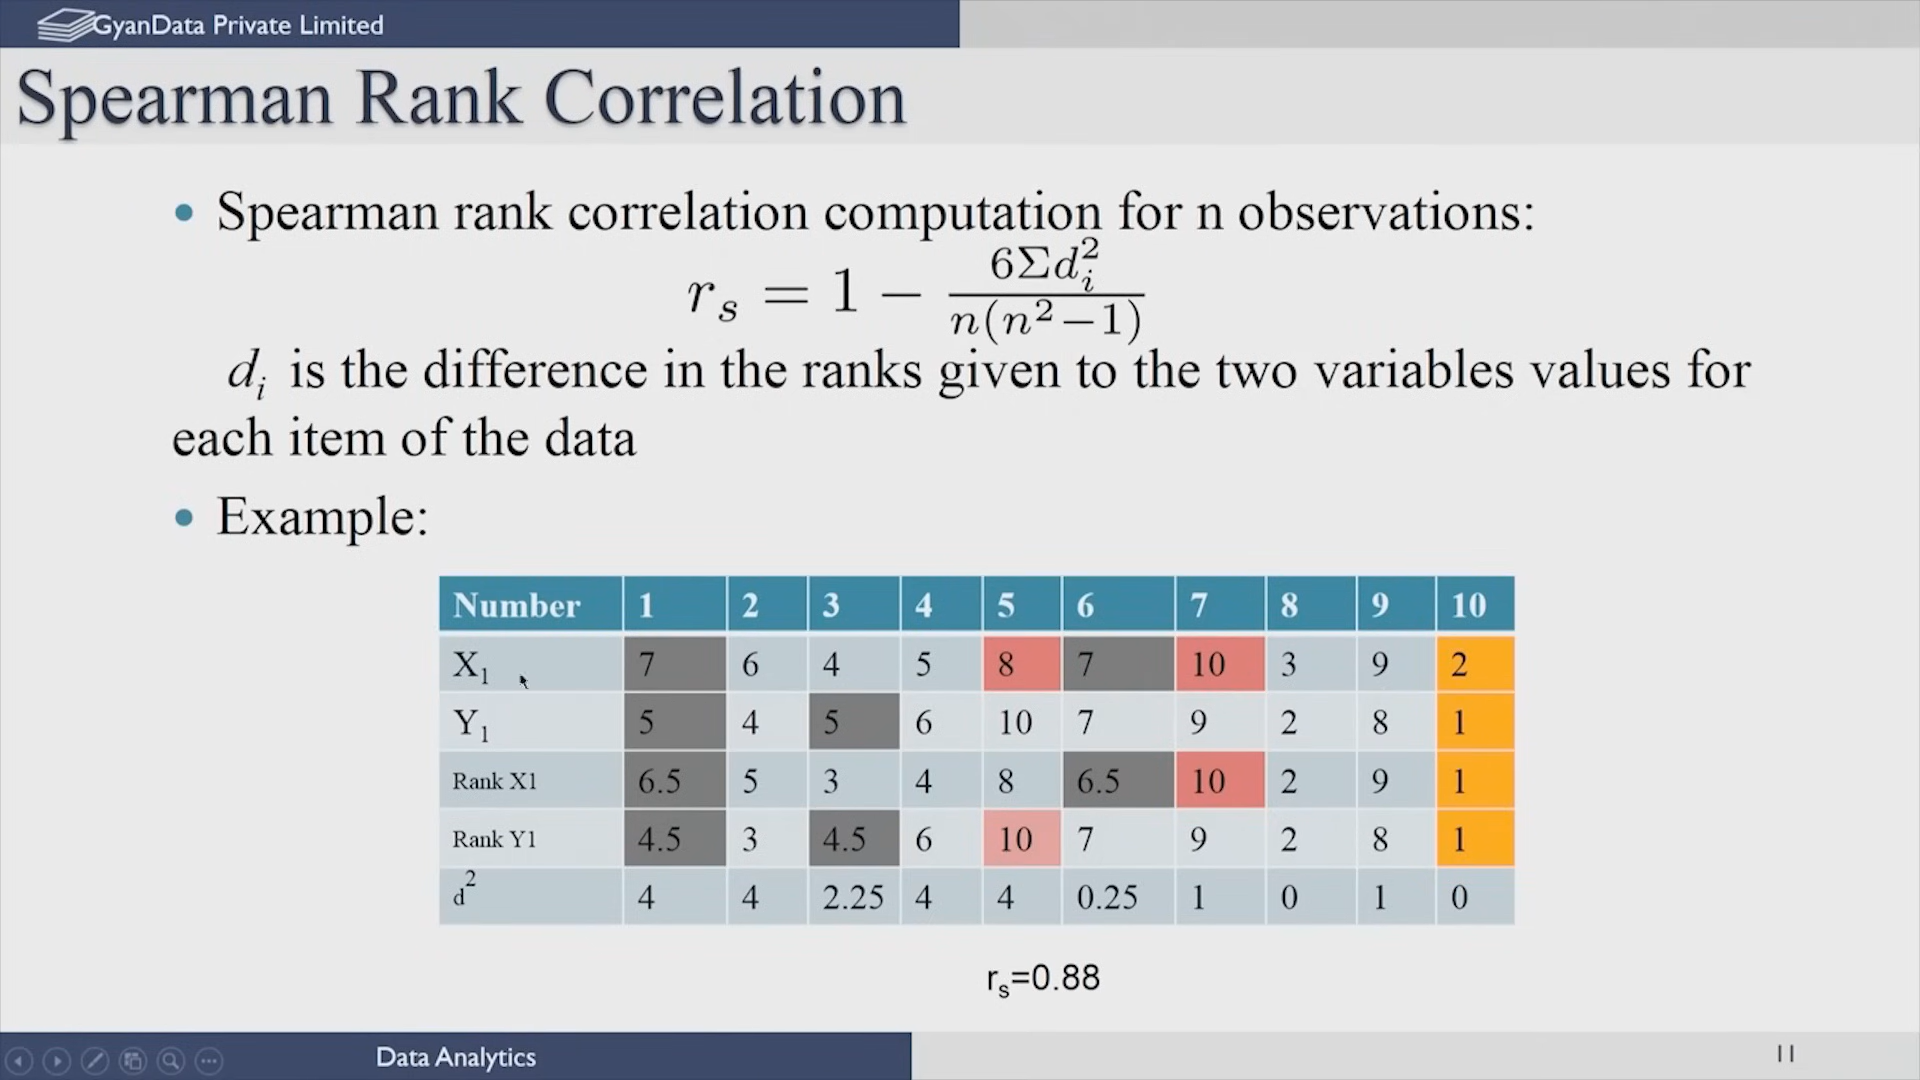 GyanData Private Limited
Spearman Rank Correlation
• Spearman rank correlation computation for n observations:
r_s = 1 − 6Σd_i^2 / n(n^2−1)
d_i is the difference in the ranks given to the two variables values for
each item of the data
• Example:
Number 1 2 3 4 5 6 7 8 9 10
X_1 7 6 4 5 8 7 10 3 9 2
Y_1 5 4 5 6 10 7 9 2 8 1
Rank X1 6.5 5 3 4 8 6.5 10 2 9 1
Rank Y1 4.5 3 4.5 6 10 7 9 2 8 1
d^2 4 4 2.25 4 4 0.25 1 0 1 0
r_s=0.88
Data Analytics
11